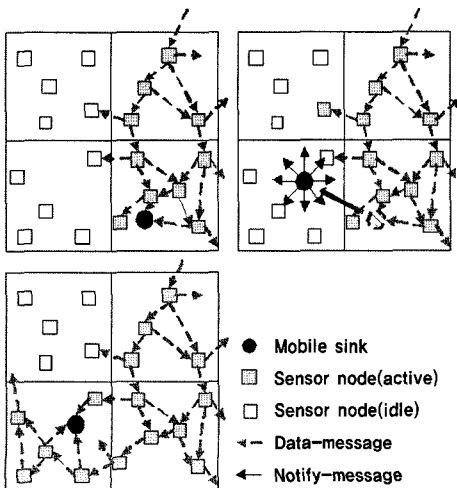 Mobile sink
Sensor node(active)
Sensor node(idle)
Data-message
Notify-message